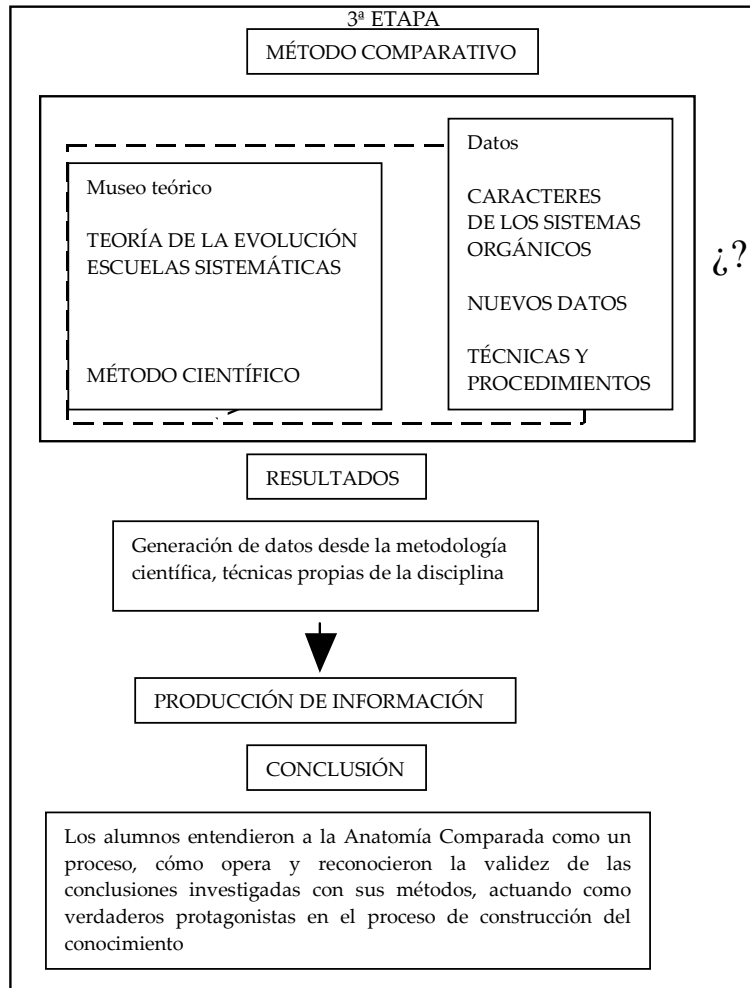 3ª ETAPA
MÉTODO COMPARATIVO
Museo teórico
TEORÍA DE LA EVOLUCIÓN
ESCUELAS SISTEMÁTICAS
MÉTODO CIENTÍFICO
Datos
CARACTERES
DE LOS SISTEMAS
ORGÁNICOS
NUEVOS DATOS
TÉCNICAS Y
PROCEDIMIENTOS
¿?
RESULTADOS
Generación de datos desde la metodología
científica, técnicas propias de la disciplina
PRODUCCIÓN DE INFORMACIÓN
CONCLUSIÓN
Los alumnos entendieron a la Anatomía Comparada como un
proceso, cómo opera y reconocieron la validez de las
conclusiones investigadas con sus métodos, actuando como
verdaderos protagonistas en el proceso de construcción del
conocimiento